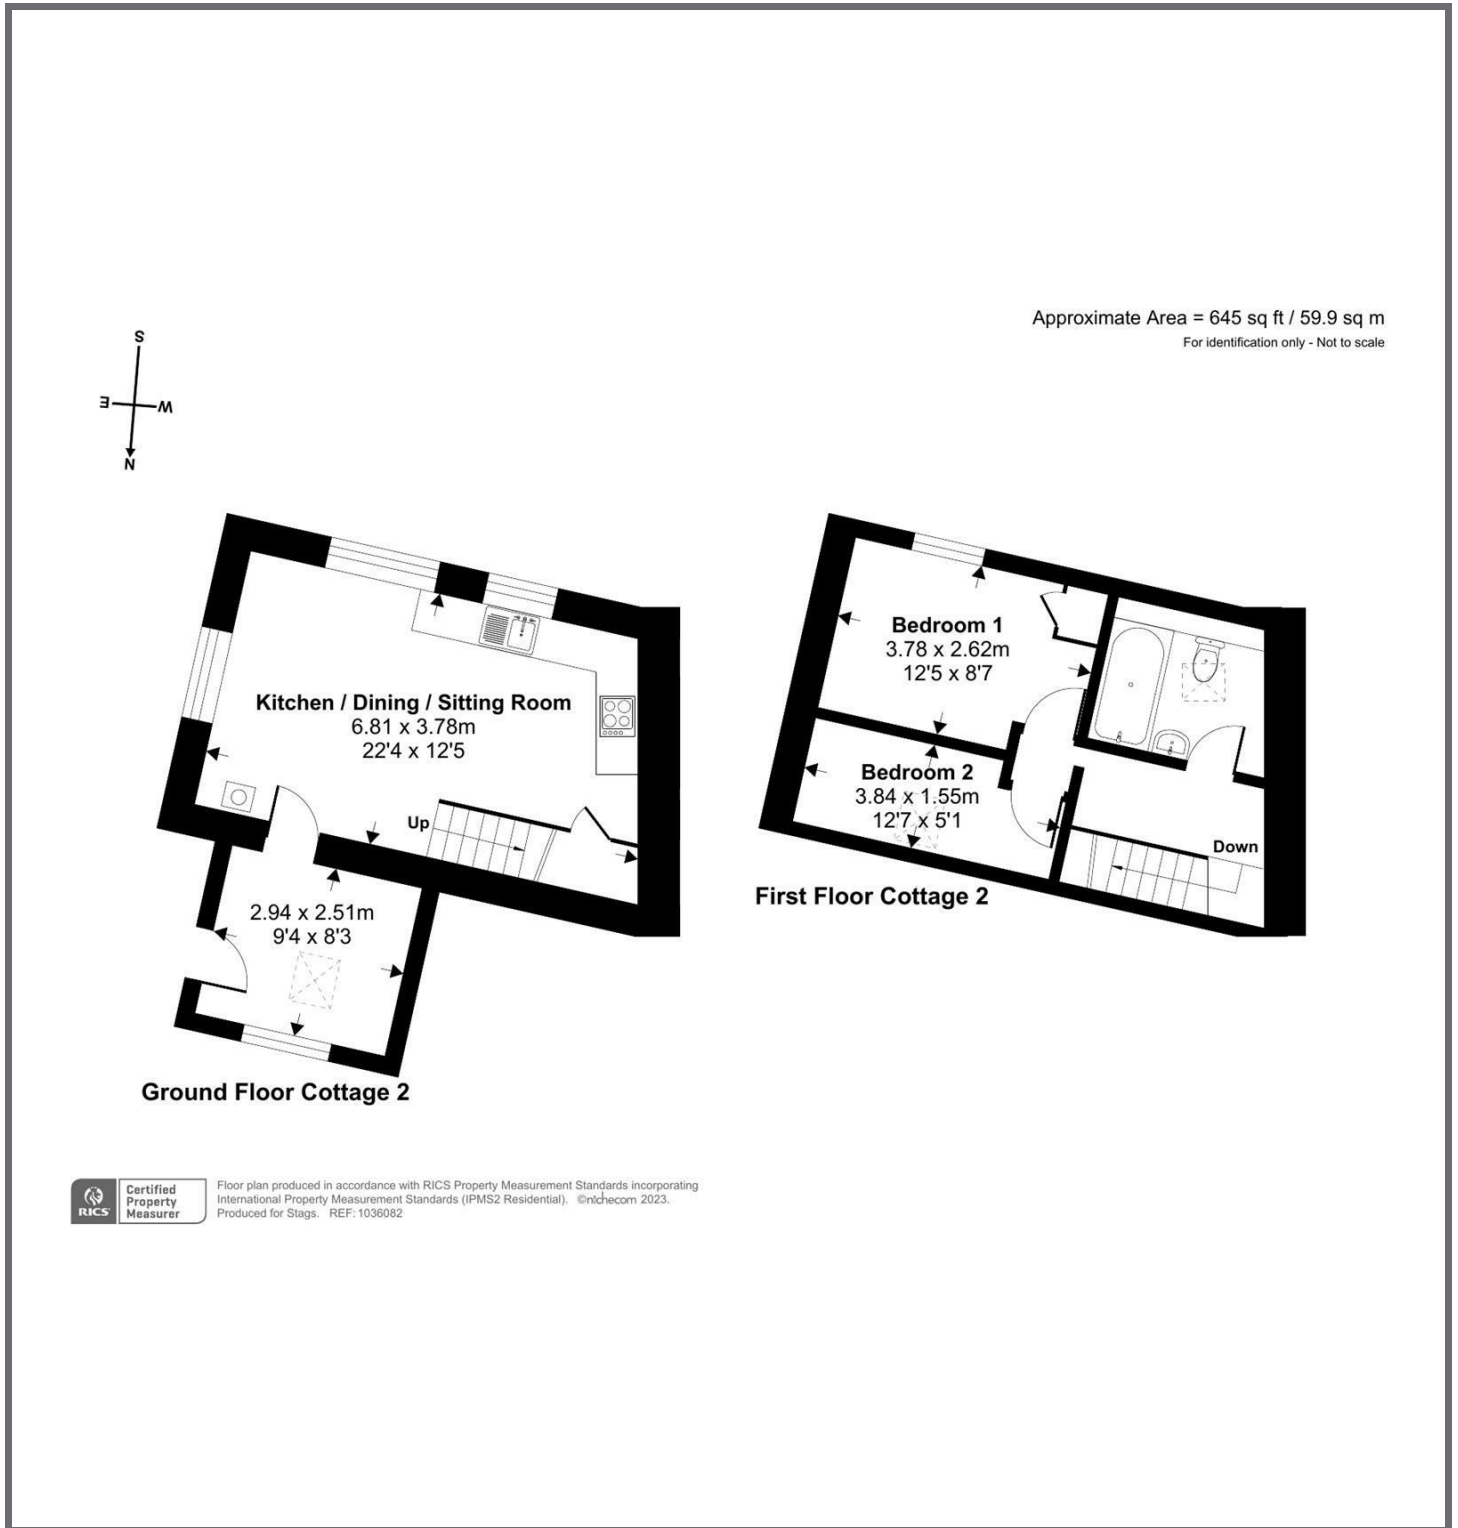 Approximate Area = 645 sq ft / 59.9 sq m
For identification only - Not to scale
S
E
W
N
Kitchen / Dining / Sitting Room
6.81 x 3.78m
22'4 x 12'5
Up
2.94 x 2.51m
9'4 x 8'3
Ground Floor Cottage 2
Bedroom 1
3.78 x 2.62m
12'5 x 8'7
Bedroom 2
3.84 x 1.55m
12'7 x 5'1
Down
First Floor Cottage 2
RICS
Certified
Property
Measurer
Floor plan produced in accordance with RICS Property Measurement Standards incorporating
International Property Measurement Standards (IPMS2 Residential). ©nichecom 2023.
Produced for Stags. REF: 1036082